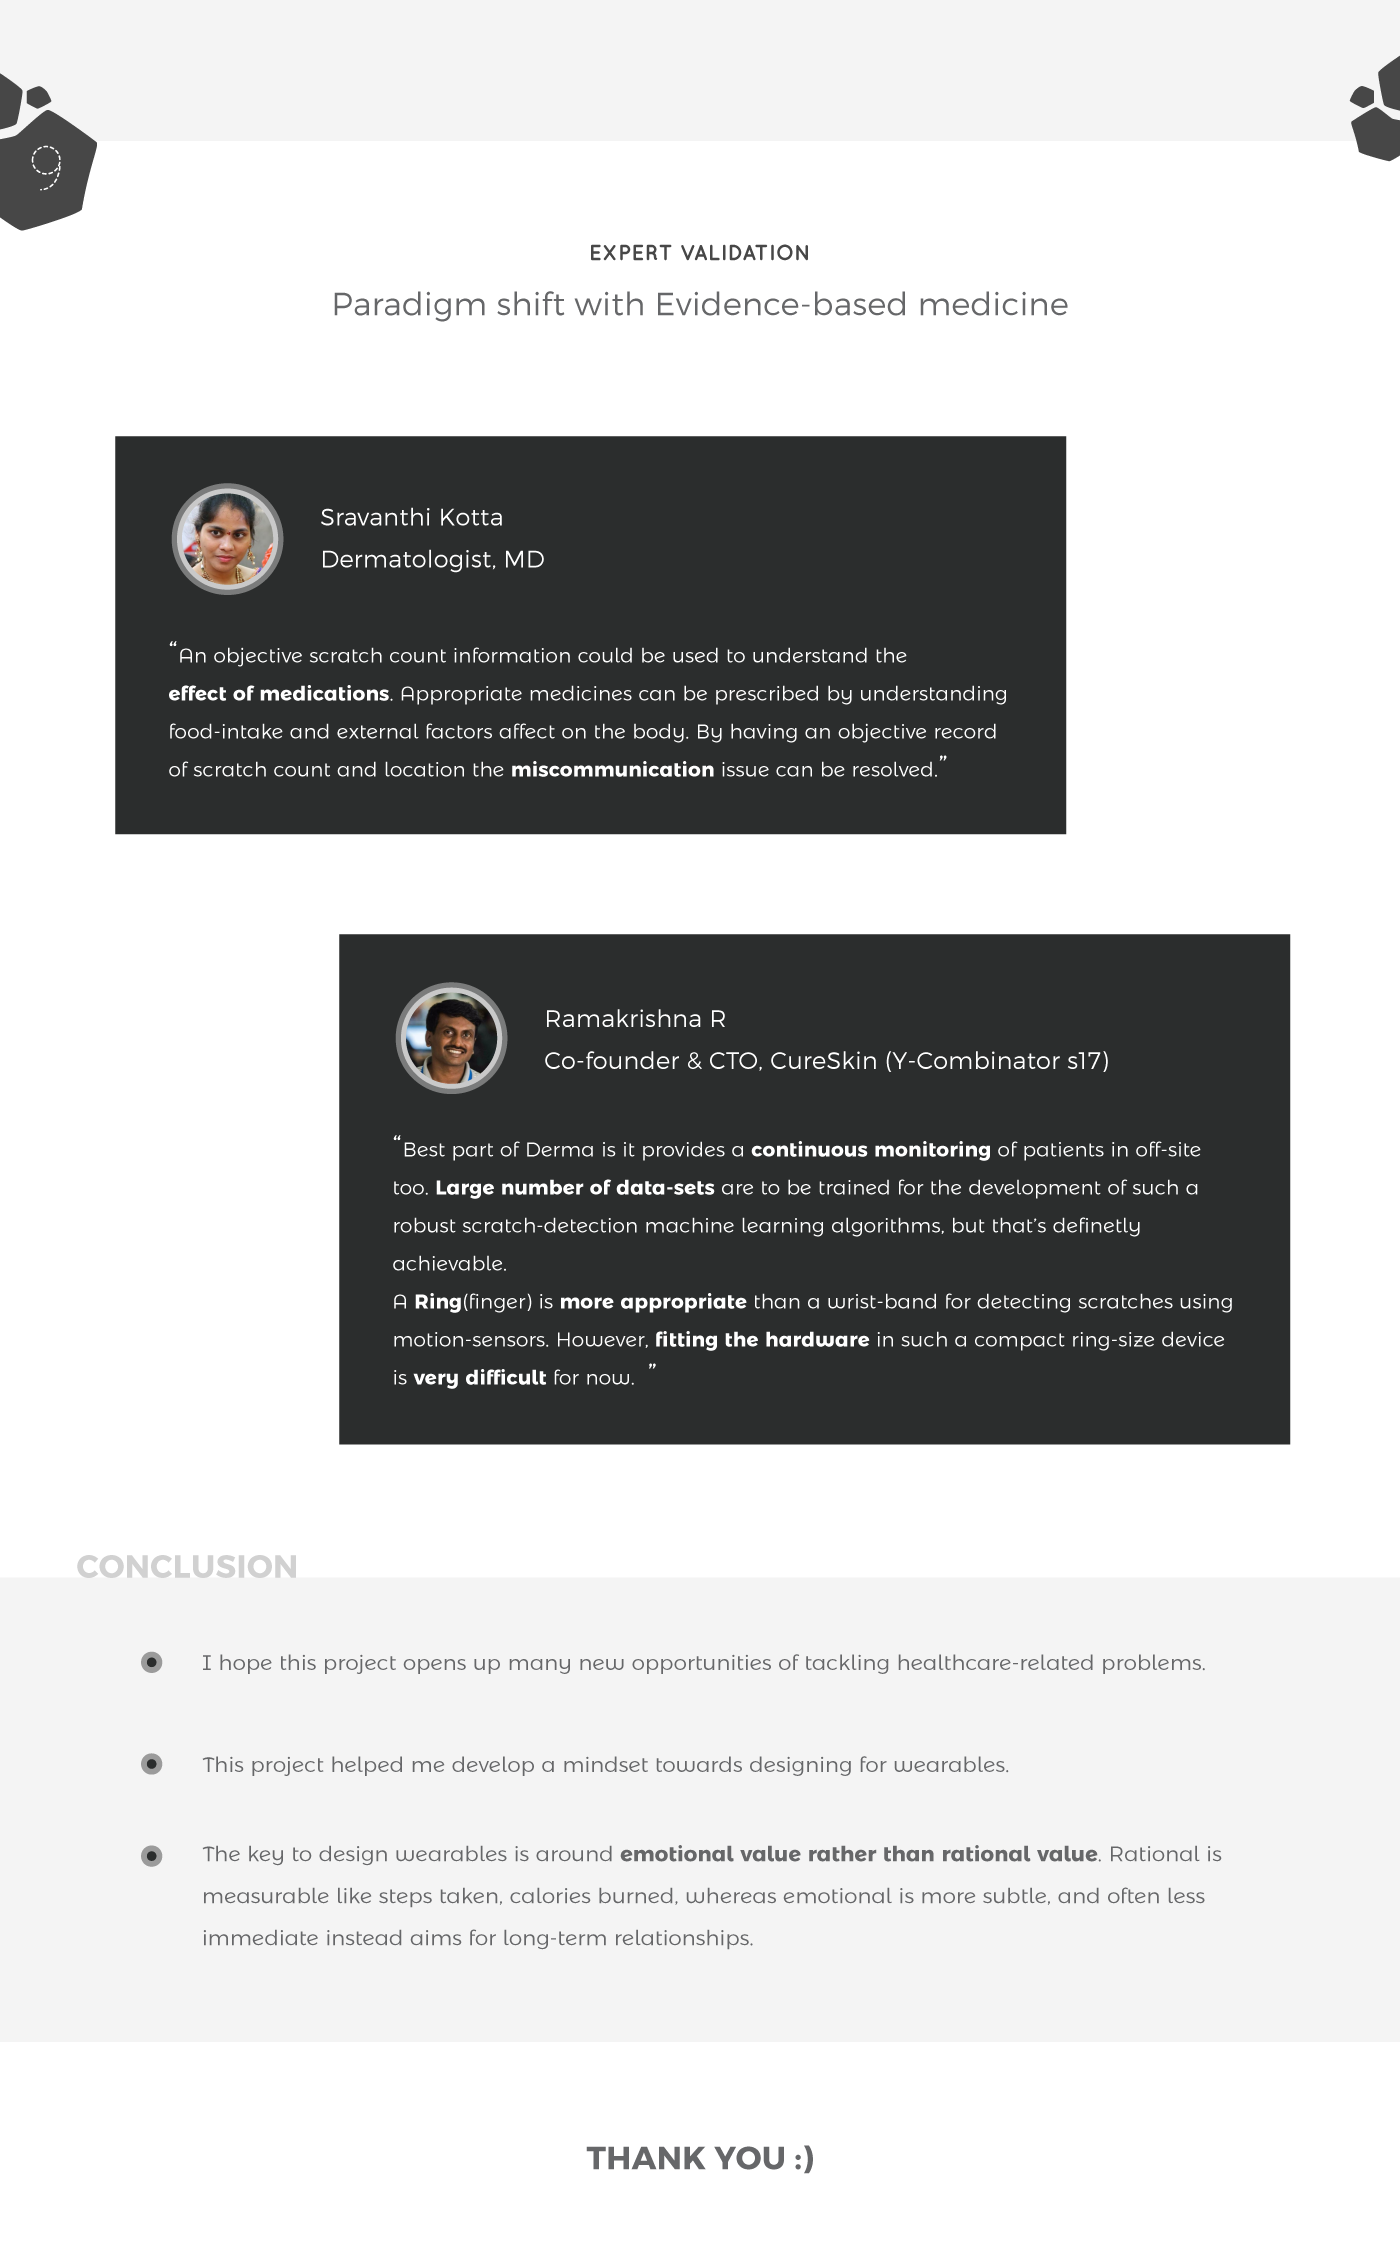 9
EXPERT VALIDATION
Paradigm shift with Evidence-based medicine
Sravanthi Kotta
Dermatologist, MD
“An objective scratch count information could be used to understand the
effect of medications. Appropriate medicines can be prescribed by understanding
food-intake and external factors affect on the body. By having an objective record
of scratch count and location the miscommunication issue can be resolved.”
Ramakrishna R
Co-founder & CTO, CureSkin (Y-Combinator s17)
“Best part of Derma is it provides a continuous monitoring of patients in off-site
too. Large number of data-sets are to be trained for the development of such a
robust scratch-detection machine learning algorithms, but that’s definetly
achievable.
A Ring(finger) is more appropriate than a wrist-band for detecting scratches using
motion-sensors. However, fitting the hardware in such a compact ring-size device
is very difficult for now. ”
CONCLUSION
I hope this project opens up many new opportunities of tackling healthcare-related problems.
This project helped me develop a mindset towards designing for wearables.
The key to design wearables is around emotional value rather than rational value. Rational is
measurable like steps taken, calories burned, whereas emotional is more subtle, and often less
immediate instead aims for long-term relationships.
THANK YOU :)